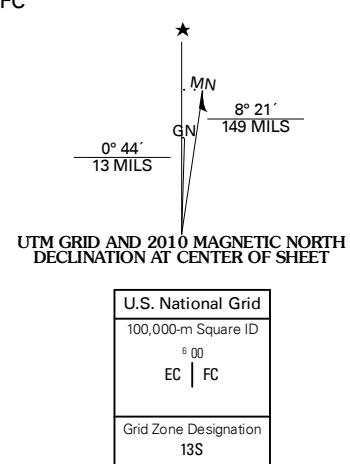 FC
★
MN
8° 21´
149 MILS
GN
0° 44´
13 MILS
UTM GRID AND 2010 MAGNETIC NORTH
DECLINATION AT CENTER OF SHEET
U.S. National Grid
100,000-m Square ID
6 00
EC | FC
Grid Zone Designation
13S